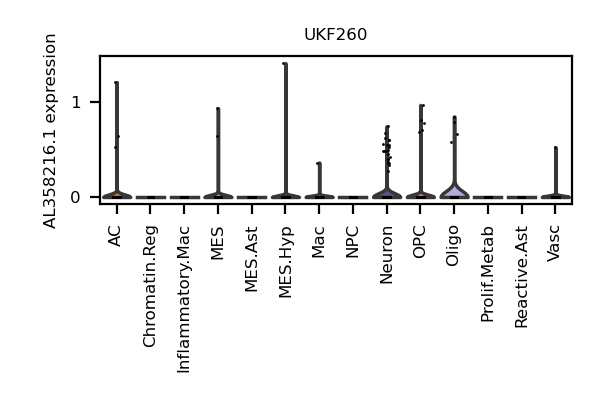 UKF260
AL358216.1 expression
1
0
AC
Chromatin.Reg
Inflammatory.Mac
MES
MES.Ast
MES.Hyp
Mac
NPC
Neuron
OPC
Oligo
Prolif.Metab
Reactive.Ast
Vasc